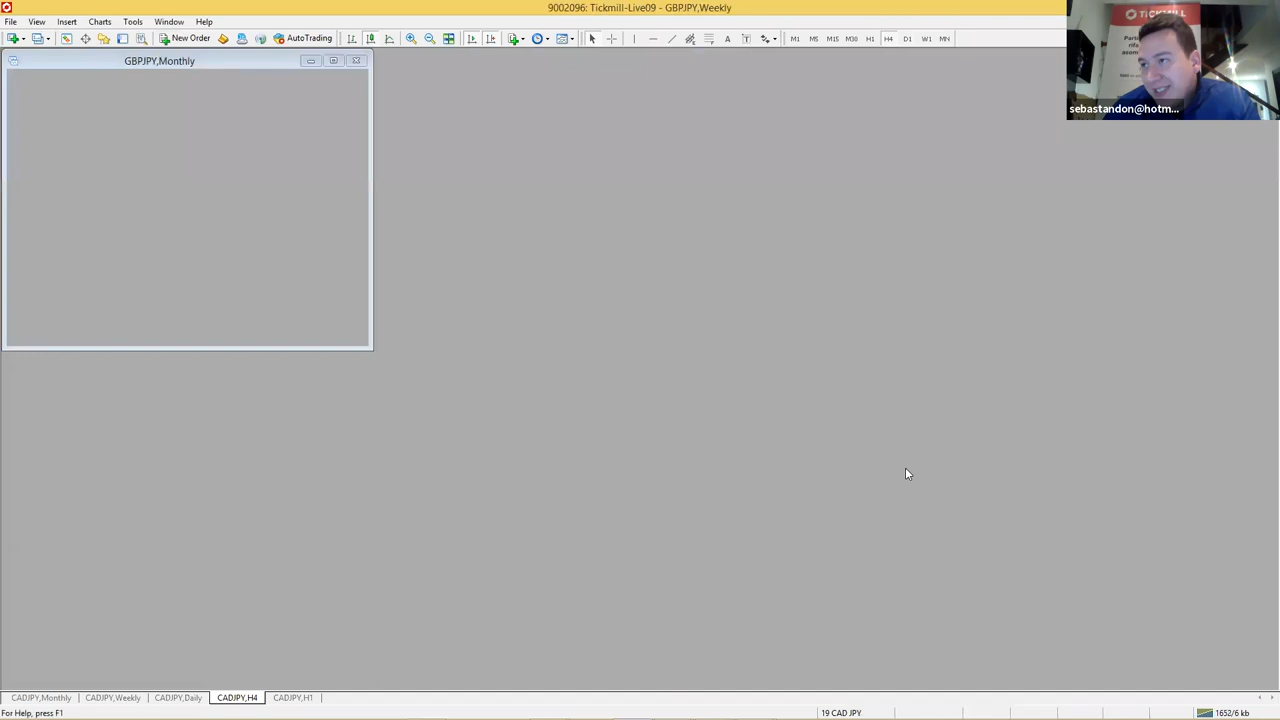 9002096: Tickmill-Live09 - GBPJPY,Weekly
File View Insert Charts Tools Window Help
New Order AutoTrading M1 M5 M15 M30 H1 H4 D1 W1 MN
GBPJPY,Monthly
TICKMILL
sebastandon@hotm...
CADJPY,Monthly CADJPY,Weekly CADJPY,Daily CADJPY,H4 CADJPY,H1
For Help, press F1 19 CAD JPY 1652/6 kb